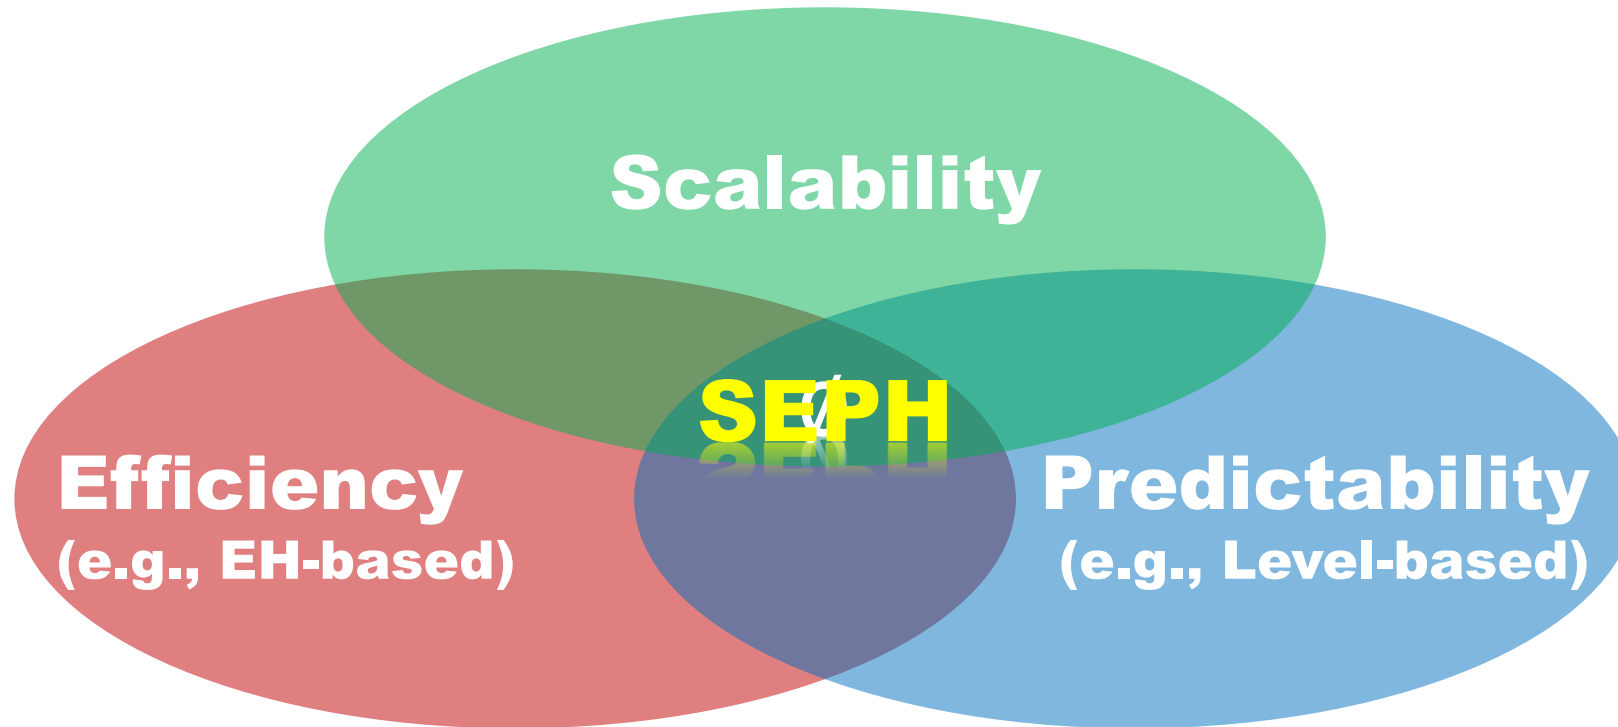 Scalability
SEPH
Efficiency
(e.g., EH-based)
Predictability
(e.g., Level-based)